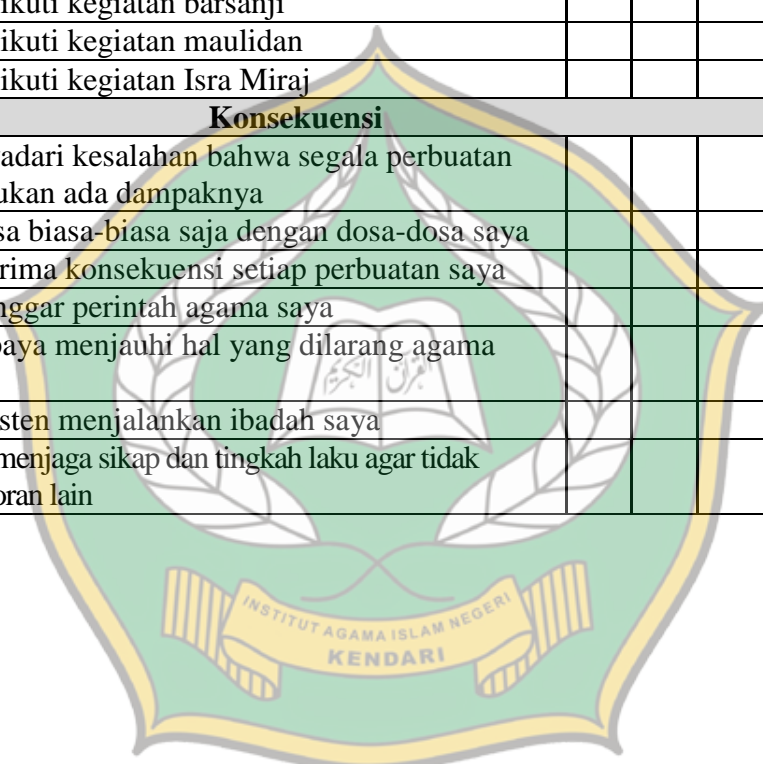 ikuti kegiatan barsanji
ikuti kegiatan maulidan
ikuti kegiatan Isra Miraj
Konsekuensi
adari kesalahan bahwa segala perbuatan
ukan ada dampaknya
sa biasa-biasa saja dengan dosa-dosa saya
rima konsekuensi setiap perbuatan saya
nggar perintah agama saya
paya menjauhi hal yang dilarang agama
القرآن الكريم
sten menjalankan ibadah saya
menjaga sikap dan tingkah laku agar tidak
oran lain
INSTITUT AGAMA ISLAM NEGERI
KENDARI